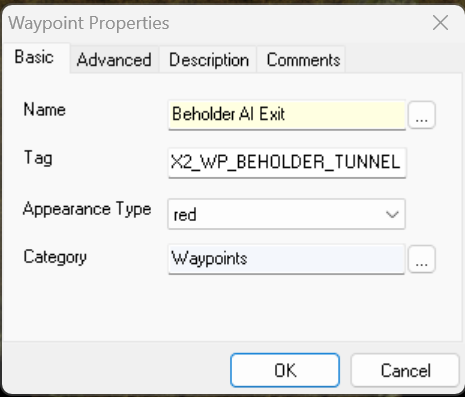 Waypoint Properties
Basic Advanced Description Comments
Name Beholder AI Exit ...
Tag X2_WP_BEHOLDER_TUNNEL
Appearance Type red
Category Waypoints ...
OK Cancel